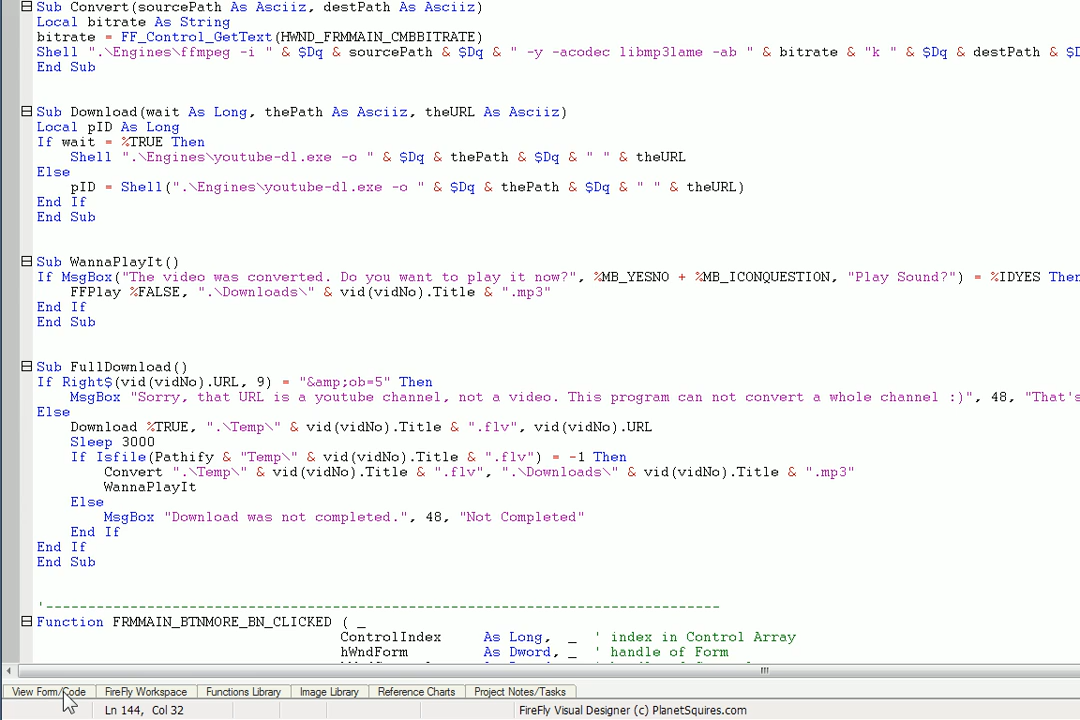 Sub Convert(sourcePath As Asciiz, destPath As Asciiz)
Local bitrate As String
bitrate = FF_Control_GetText(HWND_FRMMAIN_CMBBITRATE)
Shell ".\Engines\ffmpeg -i " & $Dq & sourcePath & $Dq & " -y -acodec libmp3lame -ab " & bitrate & "k " & $Dq & destPath & $D
End Sub
Sub Download(wait As Long, thePath As Asciiz, theURL As Asciiz)
Local pID As Long
If wait = %TRUE Then
Shell ".\Engines\youtube-dl.exe -o " & $Dq & thePath & $Dq & " " & theURL
Else
pID = Shell(".\Engines\youtube-dl.exe -o " & $Dq & thePath & $Dq & " " & theURL)
End If
End Sub
Sub WannaPlayIt()
If MsgBox("The video was converted. Do you want to play it now?", %MB_YESNO + %MB_ICONQUESTION, "Play Sound?") = %IDYES Then
FFPlay %FALSE, ".\Downloads\" & vid(vidNo).Title & ".mp3"
End If
End Sub
Sub FullDownload()
If Right$(vid(vidNo).URL, 9) = "&amp;ob=5" Then
MsgBox "Sorry, that URL is a youtube channel, not a video. This program can not convert a whole channel :)", 48, "That's
Else
Download %TRUE, ".\Temp\" & vid(vidNo).Title & ".flv", vid(vidNo).URL
Sleep 3000
If Isfile(Pathify & "Temp\" & vid(vidNo).Title & ".flv") = -1 Then
Convert ".\Temp\" & vid(vidNo).Title & ".flv", ".\Downloads\" & vid(vidNo).Title & ".mp3"
WannaPlayIt
Else
MsgBox "Download was not completed.", 48, "Not Completed"
End If
End If
End Sub
'--------------------------------------------------------------------------------
Function FRMMAIN_BTNMORE_BN_CLICKED ( _
ControlIndex As Long, _ ' index in Control Array
hWndForm As Dword, _ ' handle of Form
View Form/Code FireFly Workspace Functions Library Image Library Reference Charts Project Notes/Tasks
Ln 144, Col 32 FireFly Visual Designer (c) PlanetSquires.com